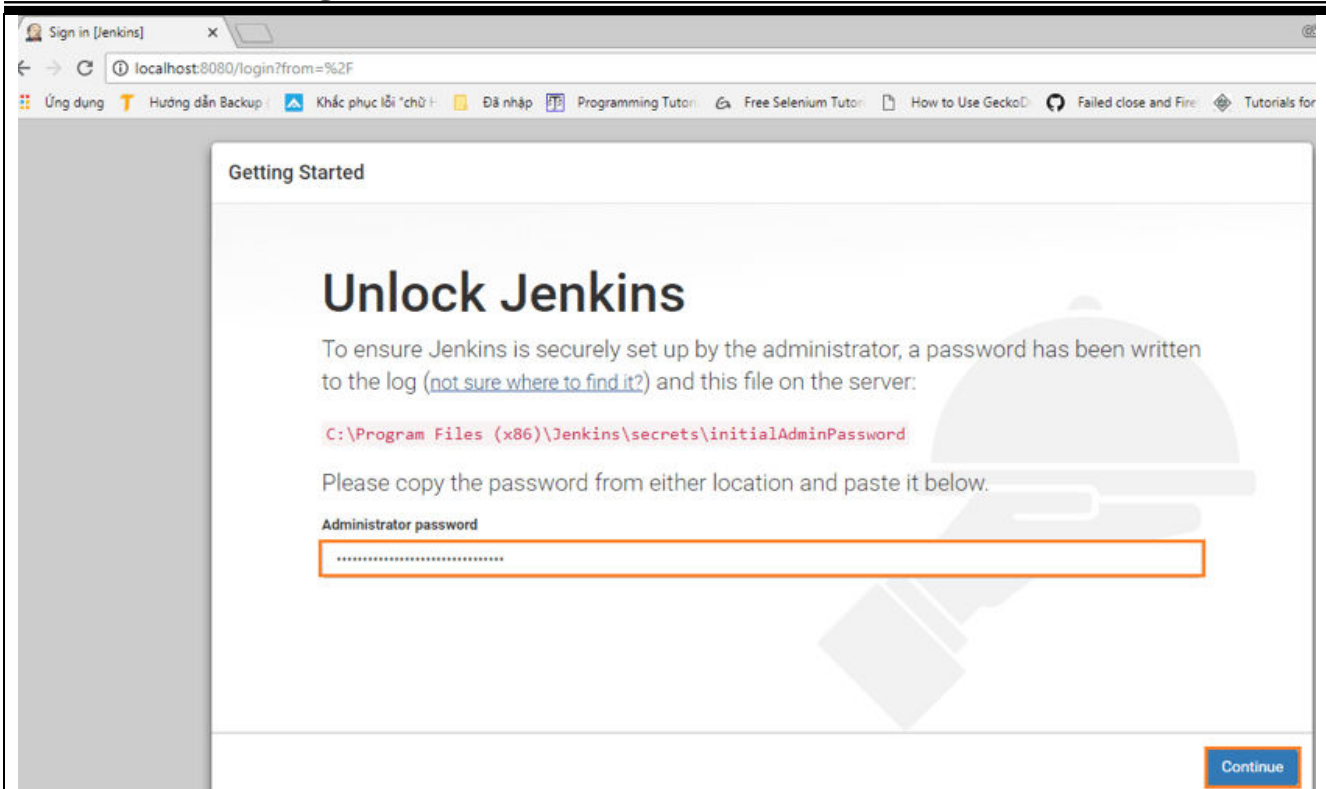 Sign in [Jenkins]
localhost:8080/login?from=%2F
Ứng dụng Hướng dẫn Backup Khắc phục lỗi "chữ H Đã nhập Programming Tutor Free Selenium Tutor How to Use GeckoD Failed close and Fire Tutorials for
Getting Started
Unlock Jenkins
To ensure Jenkins is securely set up by the administrator, a password has been written
to the log (not sure where to find it?) and this file on the server:
C:\Program Files (x86)\Jenkins\secrets\initialAdminPassword
Please copy the password from either location and paste it below.
Administrator password
Continue